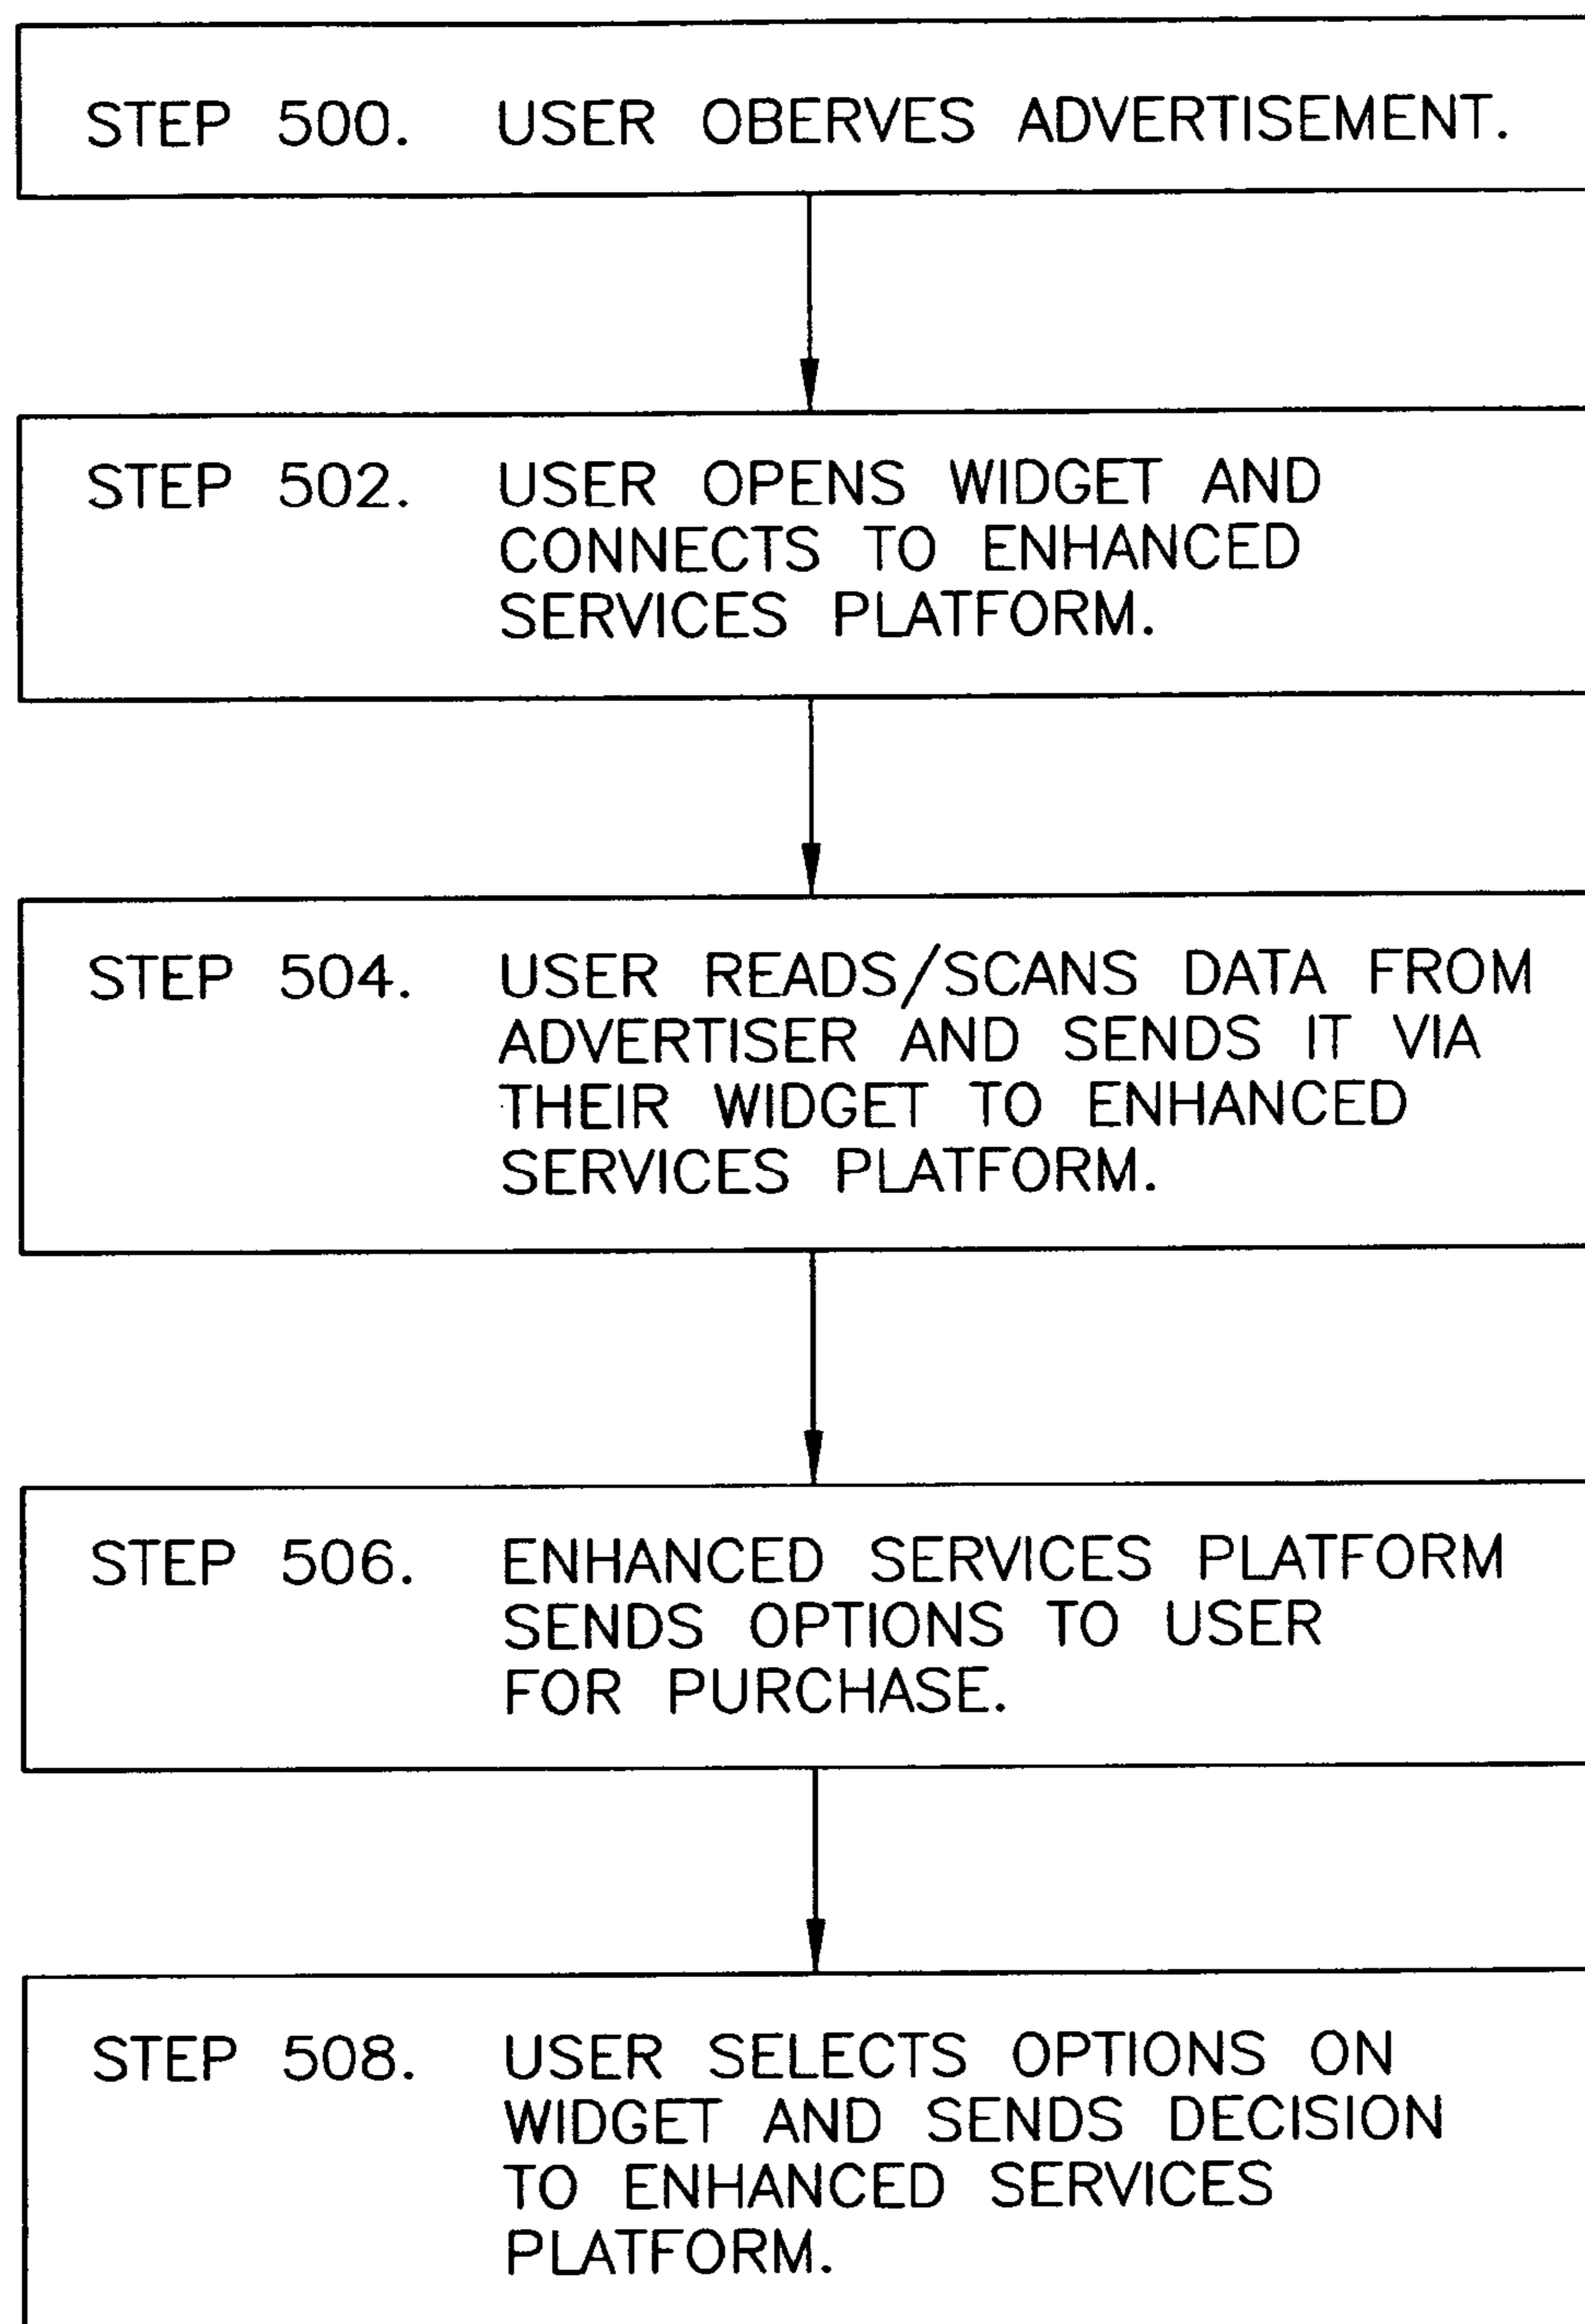 STEP 500. USER OBERVES ADVERTISEMENT.
STEP 502. USER OPENS WIDGET AND
CONNECTS TO ENHANCED
SERVICES PLATFORM.
STEP 504. USER READS/SCANS DATA FROM
ADVERTISER AND SENDS IT VIA
THEIR WIDGET TO ENHANCED
SERVICES PLATFORM.
STEP 506. ENHANCED SERVICES PLATFORM
SENDS OPTIONS TO USER
FOR PURCHASE.
STEP 508. USER SELECTS OPTIONS ON
WIDGET AND SENDS DECISION
TO ENHANCED SERVICES
PLATFORM.